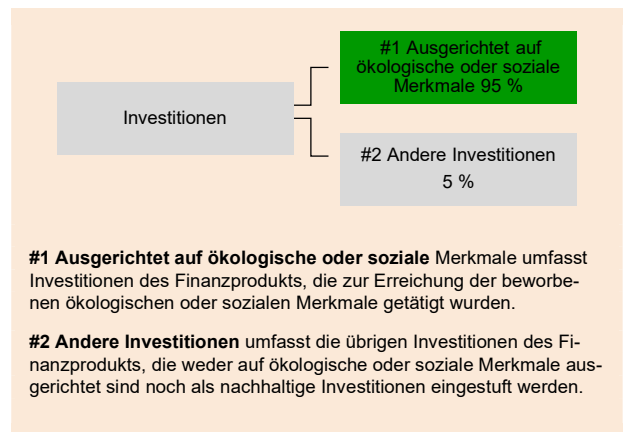 #1 Ausgerichtet auf
ökologische oder soziale
Merkmale 95 %
Investitionen
#2 Andere Investitionen
5 %
#1 Ausgerichtet auf ökologische oder soziale Merkmale umfasst
Investitionen des Finanzprodukts, die zur Erreichung der beworbe-
nen ökologischen oder sozialen Merkmale getätigt wurden.
#2 Andere Investitionen umfasst die übrigen Investitionen des Fi-
nanzprodukts, die weder auf ökologische oder soziale Merkmale aus-
gerichtet sind noch als nachhaltige Investitionen eingestuft werden.